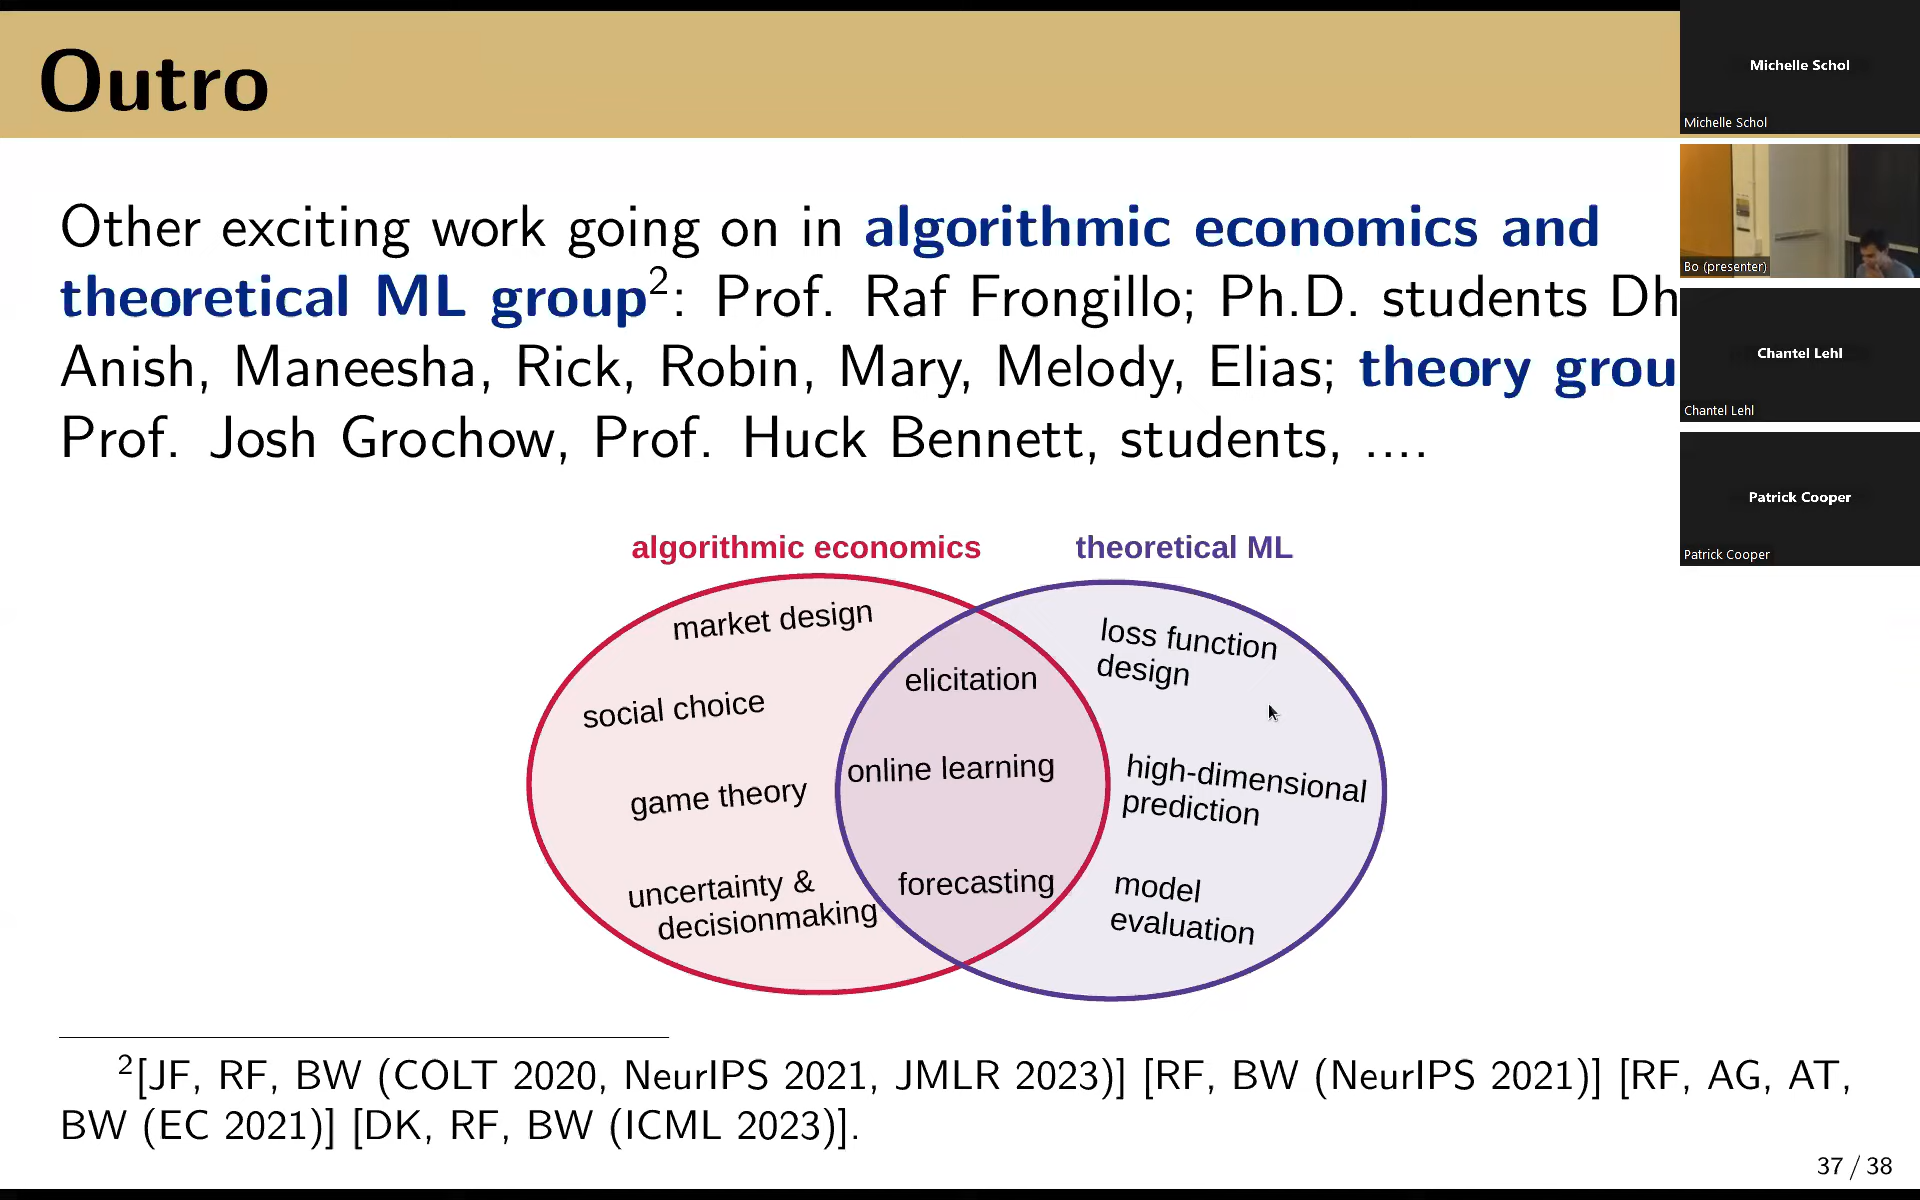 Outro
Other exciting work going on in algorithmic economics and
theoretical ML group²: Prof. Raf Frongillo; Ph.D. students Dh
Anish, Maneesha, Rick, Robin, Mary, Melody, Elias; theory grou
Prof. Josh Grochow, Prof. Huck Bennett, students, ....
algorithmic economics
theoretical ML
market design
social choice
game theory
uncertainty &
decisionmaking
elicitation
online learning
forecasting
loss function
design
high-dimensional
prediction
model
evaluation
²[JF, RF, BW (COLT 2020, NeurIPS 2021, JMLR 2023)] [RF, BW (NeurIPS 2021)] [RF, AG, AT,
BW (EC 2021)] [DK, RF, BW (ICML 2023)].
37 / 38
Michelle Schol
Michelle Schol
Bo (presenter)
Chantel Lehl
Chantel Lehl
Patrick Cooper
Patrick Cooper